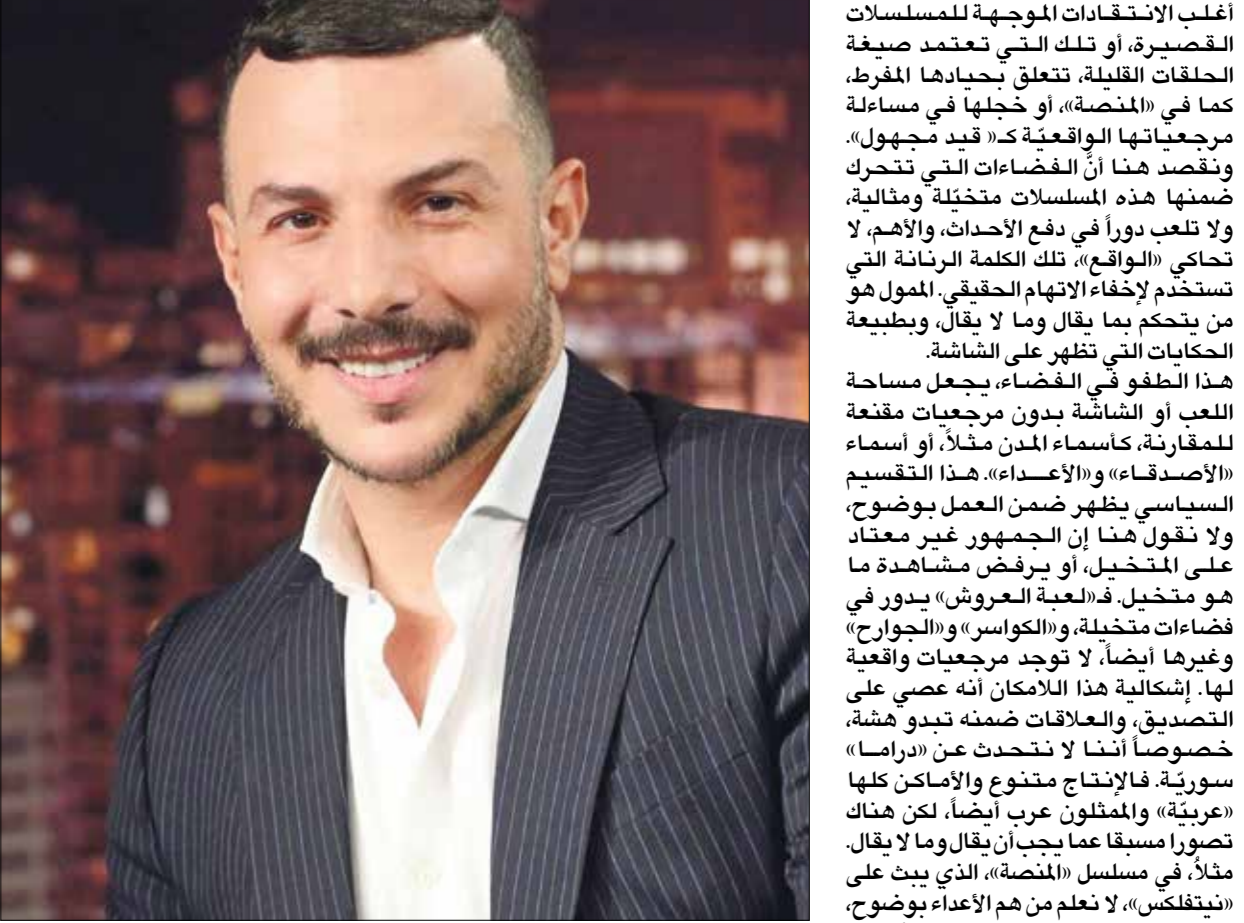 أغلب الانتقادات الموجهة للمسلسلات
القصيرة، أو تلك التي تعتمد صيغة
الحلقات القليلة، تتعلق بحيادها المفرط،
كما في «المنصة»، أو خجلها في مساءلة
مرجعياتها الواقعيّة كـ« قيد مجهول».
ونقصد هنا أنَّ الفضاءات التي تتحرك
ضمنها هذه المسلسلات متخيّلة ومثالية،
ولا تلعب دوراً في دفع الأحداث، والأهم، لا
تحاكي «الواقع»، تلك الكلمة الرنانة التي
تستخدم لإخفاء الاتهام الحقيقي. الممول هو
من يتحكم بما يقال وما لا يقال، وبطبيعة
الحكايات التي تظهر على الشاشة.
هذا الطفو في الفضاء، يجعل مساحة
اللعب أو الشاشة بدون مرجعيات مقنعة
للمقارنة، كأسماء المدن مثلاً، أو أسماء
«الأصدقاء» و«الأعداء». هذا التقسيم
السياسي يظهر ضمن العمل بوضوح،
ولا نقول هنا إن الجمهور غير معتاد
على المتخيل، أو يرفض مشاهدة ما
هو متخيل. فـ«لعبة العروش» يدور في
فضاءات متخيلة، و«الكواسر» و«الجوارح»
وغيرها أيضاً، لا توجد مرجعيات واقعية
لها. إشكالية هذا اللامكان أنه عصي على
التصديق، والعلاقات ضمنه تبدو هشة،
خصوصاً أننا لا نتحدث عن «دراما»
سوريّة. فالإنتاج متنوع والأماكن كلها
«عربيّة» والممثلون عرب أيضاً، لكن هناك
تصورا مسبقا عما يجب أن يقال وما لا يقال.
مثلاُ، في مسلسل «المنصة»، الذي يبث على
«نيتفلكس»، لا نعلم من هم الأعداء بوضوح،